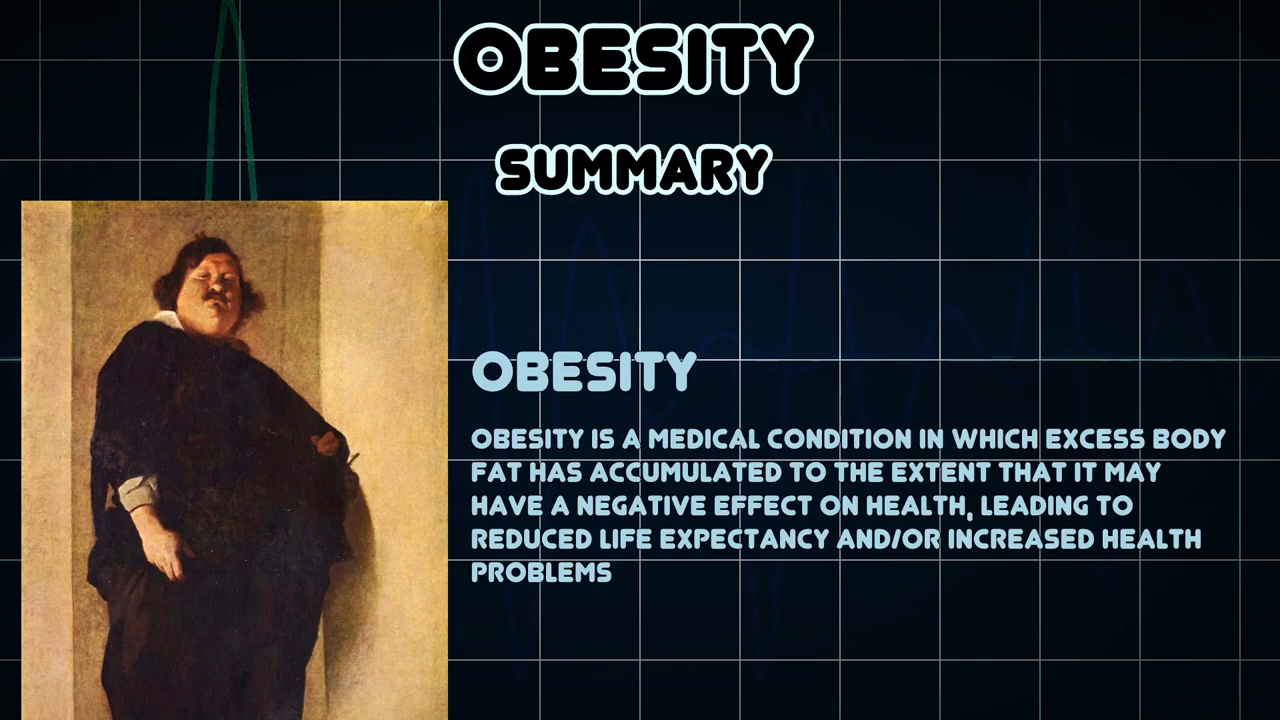 OBESITY
SUMMARY
OBESITY
OBESITY IS A MEDICAL CONDITION IN WHICH EXCESS BODY
FAT HAS ACCUMULATED TO THE EXTENT THAT IT MAY
HAVE A NEGATIVE EFFECT ON HEALTH, LEADING TO
REDUCED LIFE EXPECTANCY AND/OR INCREASED HEALTH
PROBLEMS